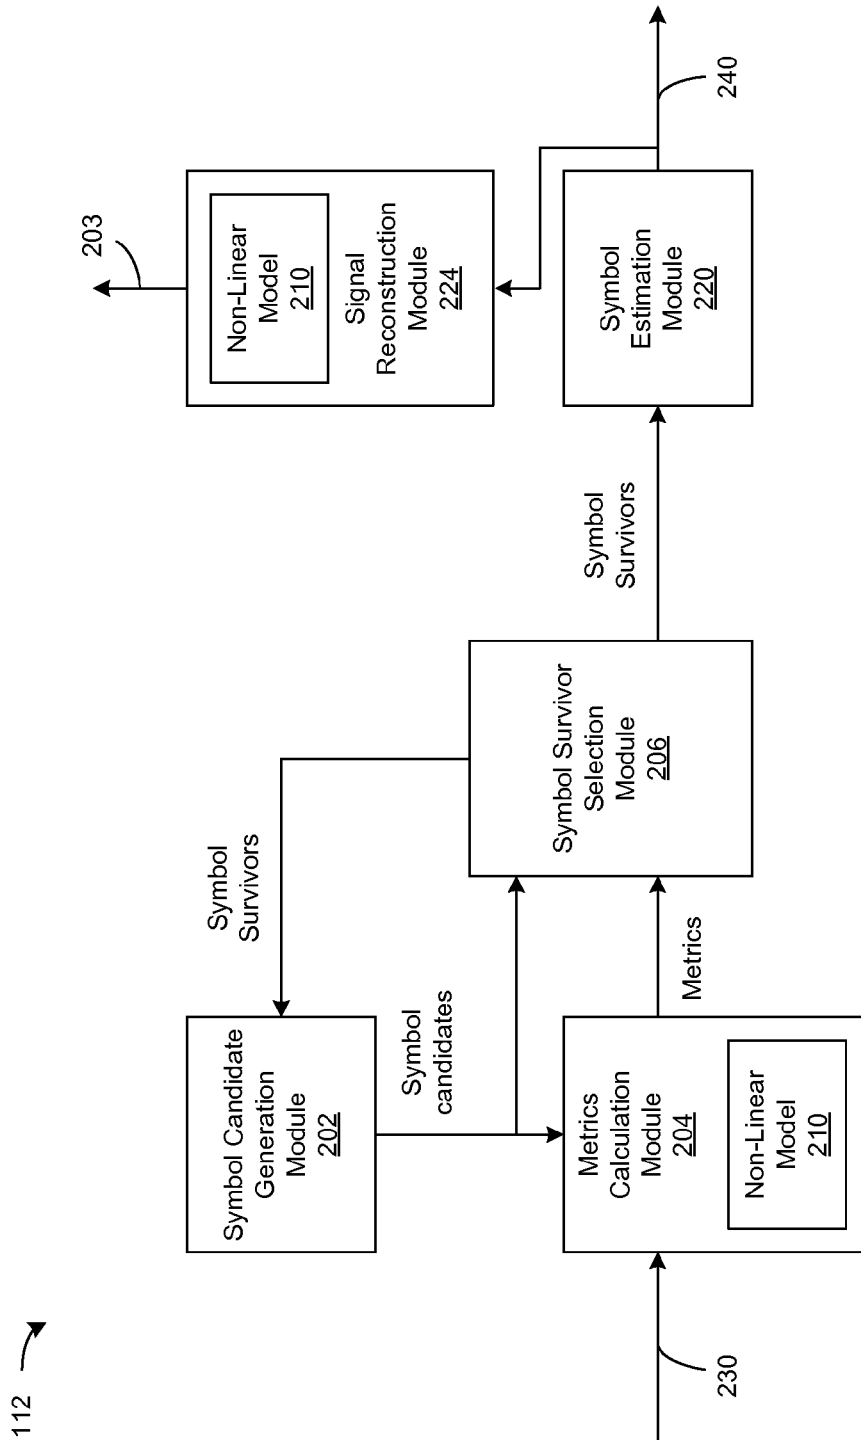 112
Symbol Candidate
Generation
Module
202
Symbol
Survivors
Non-Linear
Model
210
Signal
Reconstruction
Module
224
203
Symbol
candidates
230
Metrics
Calculation
Module
204
Non-Linear
Model
210
Metrics
Symbol Survivor
Selection
Module
206
Symbol
Survivors
Symbol
Estimation
Module
220
240